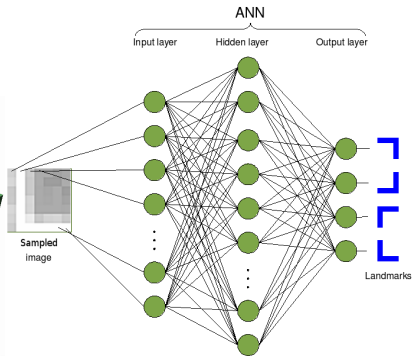 ANN
Input layer
Hidden layer
Output layer
Sampled
image
Landmarks